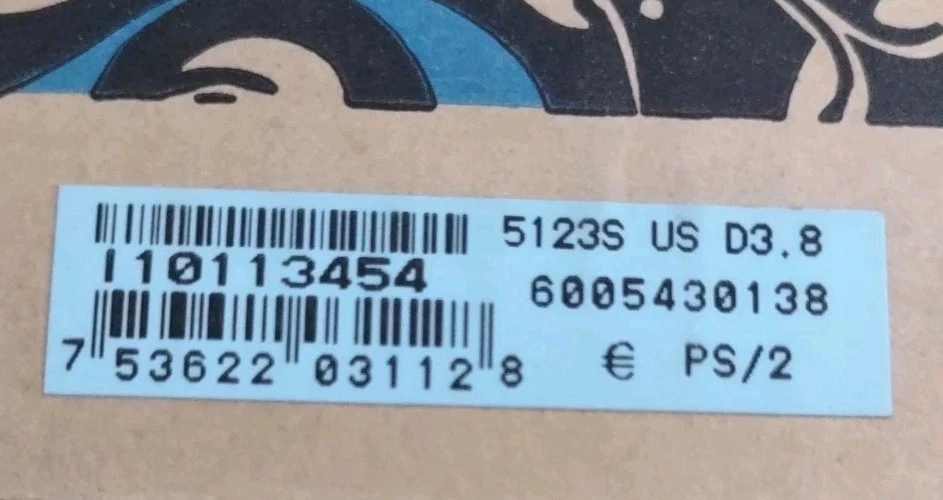 5123S US D3.8
I10113454
6005430138
7 53622 03112 8
€ PS/2